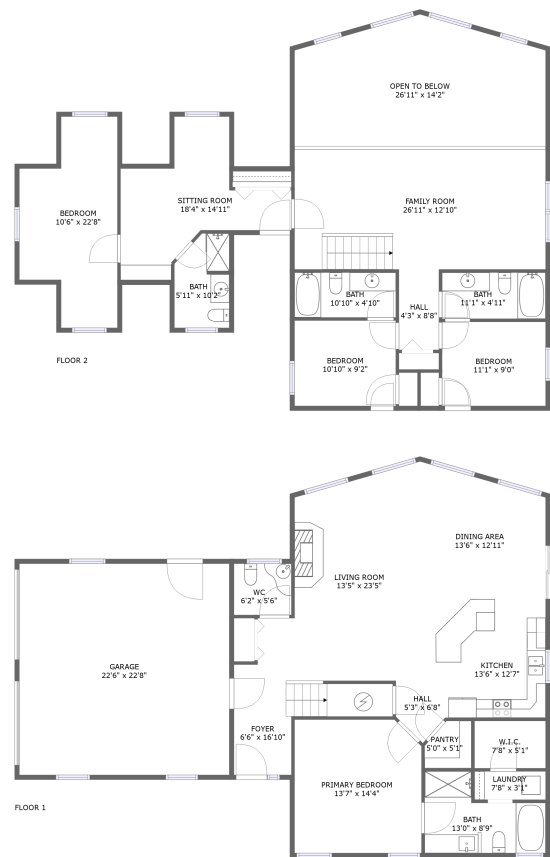 OPEN TO BELOW
26'11" x 14'2"
SITTING ROOM
18'4" x 14'11"
FAMILY ROOM
26'11" x 12'10"
BEDROOM
10'6" x 22'8"
BATH
5'11" x 10'2"
BATH
10'10" x 4'10"
BATH
11'1" x 4'11"
HALL
4'3" x 8'8"
FLOOR 2
BEDROOM
10'10" x 9'2"
BEDROOM
11'1" x 9'0"
DINING AREA
13'6" x 12'11"
LIVING ROOM
13'5" x 23'5"
WC
6'2" x 5'6"
GARAGE
22'6" x 22'8"
KITCHEN
13'6" x 12'7"
HALL
5'3" x 6'8"
FOYER
6'6" x 16'10"
PANTRY
5'0" x 5'1"
W.I.C.
7'8" x 5'1"
PRIMARY BEDROOM
13'7" x 14'4"
LAUNDRY
7'8" x 3'1"
FLOOR 1
BATH
13'0" x 8'9"